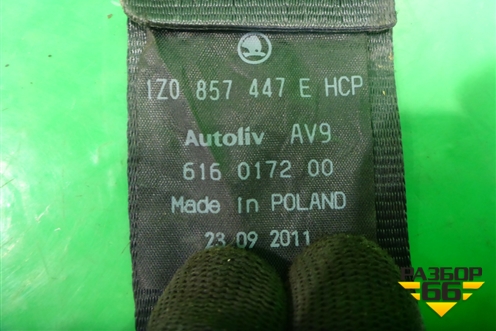 1Z0 857 447 E HCP
Autoliv AV9
616 0172 00
Made in POLAND
23 09 2011
РАЗБОР
66